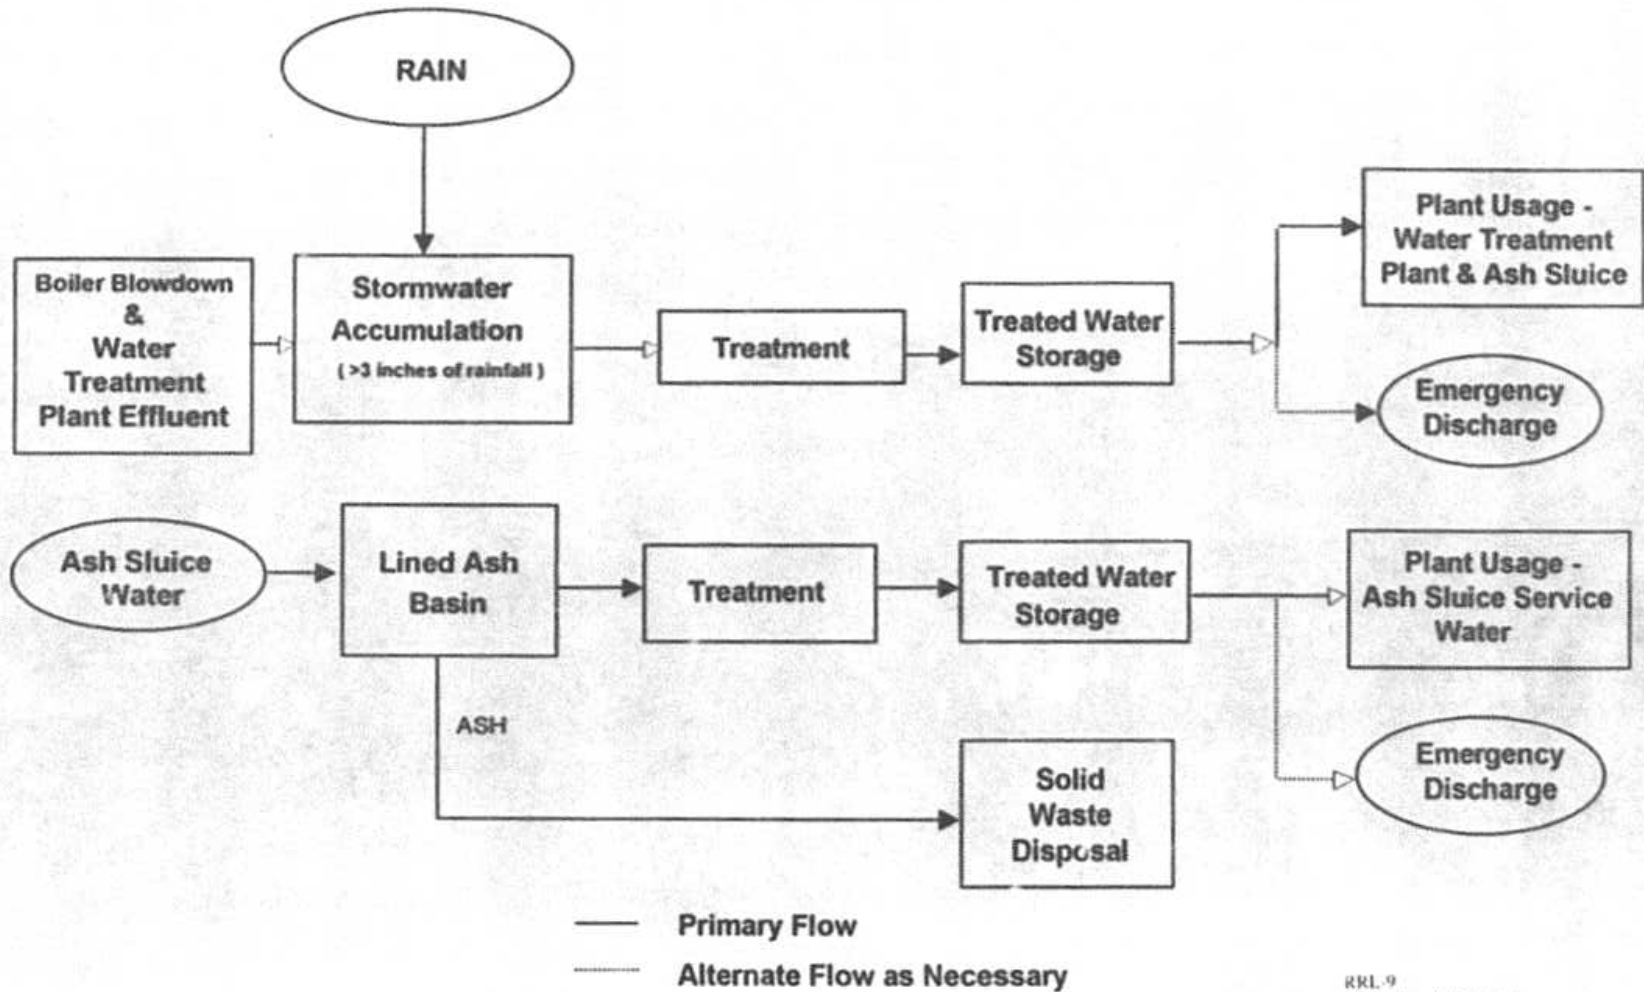 RAIN
Boiler Blowdown
&
Water
Treatment
Plant Effluent
Stormwater
Accumulation
( >3 inches of rainfall )
Treatment
Treated Water
Storage
Plant Usage -
Water Treatment
Plant & Ash Sluice
Emergency
Discharge
Ash Sluice
Water
Lined Ash
Basin
Treatment
Treated Water
Storage
Plant Usage -
Ash Sluice Service
Water
Emergency
Discharge
ASH
Solid
Waste
Disposal
Primary Flow
Alternate Flow as Necessary
RRL-9